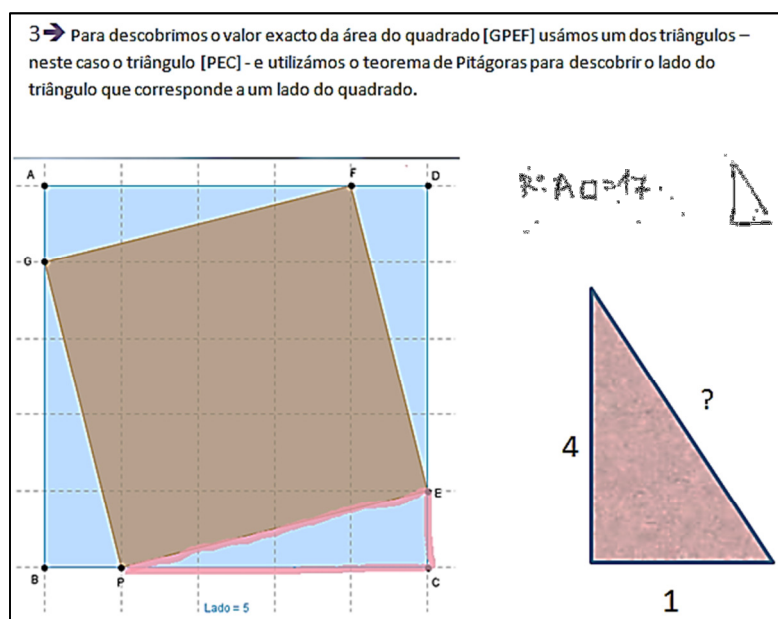 3➔ Para descobrimos o valor exacto da área do quadrado [GPEF] usámos um dos triângulos –
neste caso o triângulo [PEC] - e utilizámos o teorema de Pitágoras para descobrir o lado do
triângulo que corresponde a um lado do quadrado.
A
F
D
G
E
B
P
C
Lado = 5
R: A□=17
?
4
1